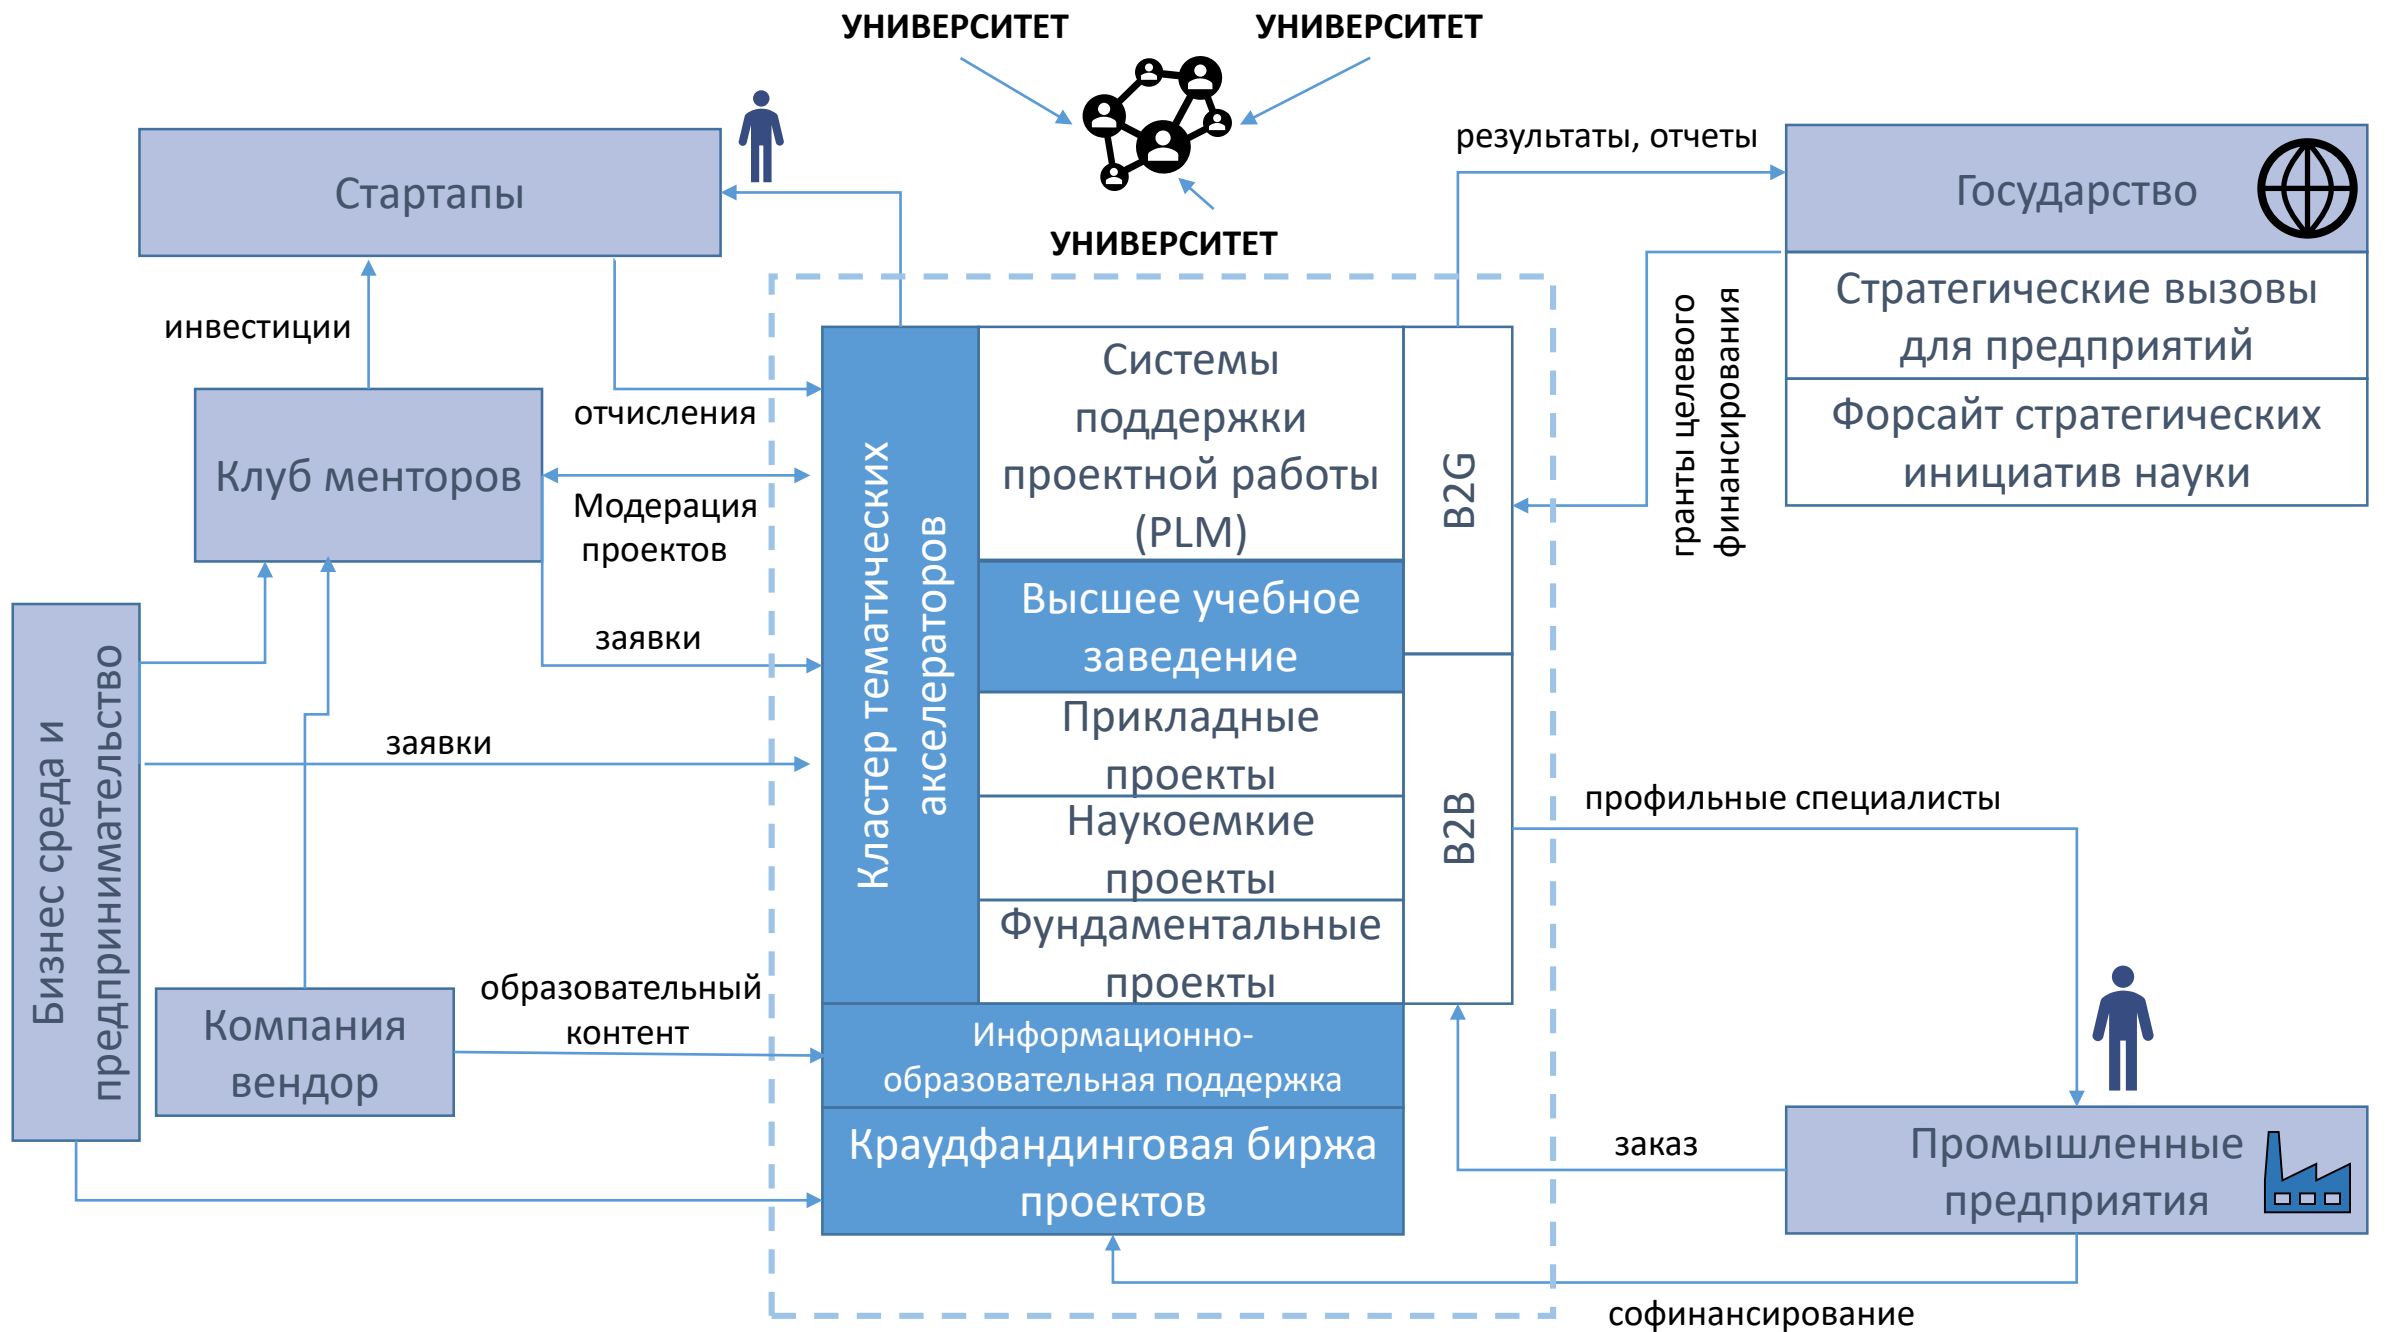 УНИВЕРСИТЕТ
УНИВЕРСИТЕТ
УНИВЕРСИТЕТ
Стартапы
инвестиции
отчисления
Клуб менторов
Модерация
проектов
заявки
Бизнес среда и
предпринимательство
заявки
Компания
вендор
образовательный
контент
Кластер тематических
акселераторов
Системы
поддержки
проектной работы
(PLM)
Высшее учебное
заведение
Прикладные
проекты
Наукоемкие
проекты
Фундаментальные
проекты
Информационно-
образовательная поддержка
Краудфандинговая биржа
проектов
B2G
B2B
результаты, отчеты
гранты целевого
финансирования
Государство
Стратегические вызовы
для предприятий
Форсайт стратегических
инициатив науки
профильные специалисты
заказ
Промышленные
предприятия
софинансирование